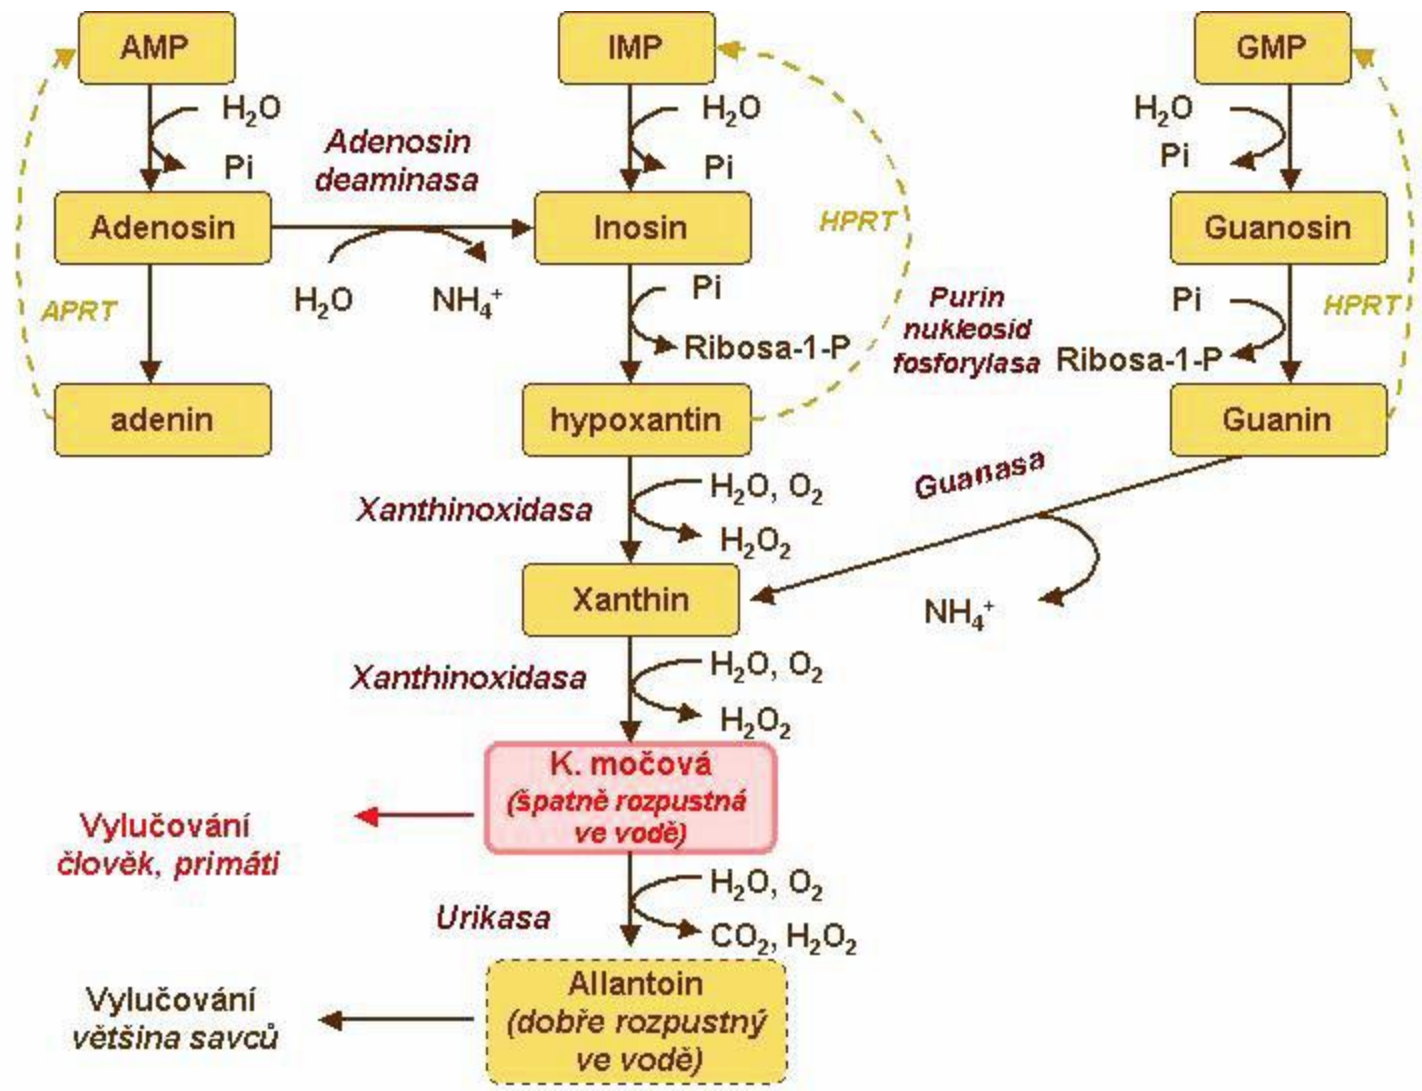 AMP
IMP
GMP
H₂O
H₂O
H₂O
Adenosin
deaminasa
Pi
Pi
Pi
Adenosin
Inosin
HPRT
Guanosin
H₂O
NH₄⁺
Pi
Purin
nukleosid
fosforylasa
Pi
APRT
HPRT
Ribosa-1-P
Ribosa-1-P
adenin
hypoxantin
Guanin
Guanasa
Xanthinoxidasa
H₂O, O₂
H₂O₂
Xanthin
NH₄⁺
Xanthinoxidasa
H₂O, O₂
H₂O₂
K. močová
(špatně rozpustná
ve vodě)
Vylučování
člověk, primáti
H₂O, O₂
Urikasa
CO₂, H₂O₂
Allantoin
(dobře rozpustný
ve vodě)
Vylučování
většina savců